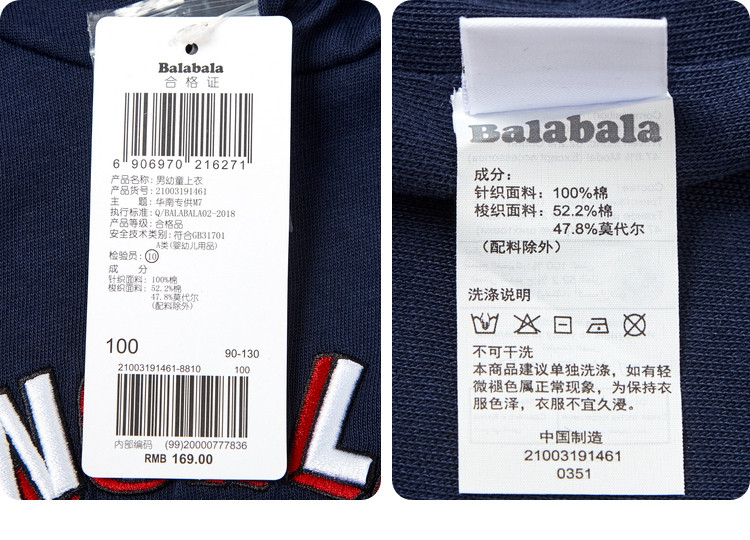 Balabala
合格证
6 906970 216271
产品名称: 男幼童上衣
产品货号: 21003191461
主　　题: 华南专供M7
执行标准: Q/BALABALA02-2018
产品等级: 合格品
安全技术类别: 符合GB31701
A类(婴幼儿用品)
检验员: 10
成　　分
针织面料: 100%棉
梭织面料: 52.2%棉
47.8%莫代尔
(配料除外)
100
90-130
21003191461-8810 100
内部编码 (99)20000777836
RMB 169.00
N
L
Balabala
成分:
针织面料: 100%棉
梭织面料: 52.2%棉
47.8%莫代尔
(配料除外)
洗涤说明
不可干洗
本商品建议单独洗涤，如有轻
微褪色属正常现象，为保持衣
服色泽，衣服不宜久浸。
中国制造
21003191461
0351